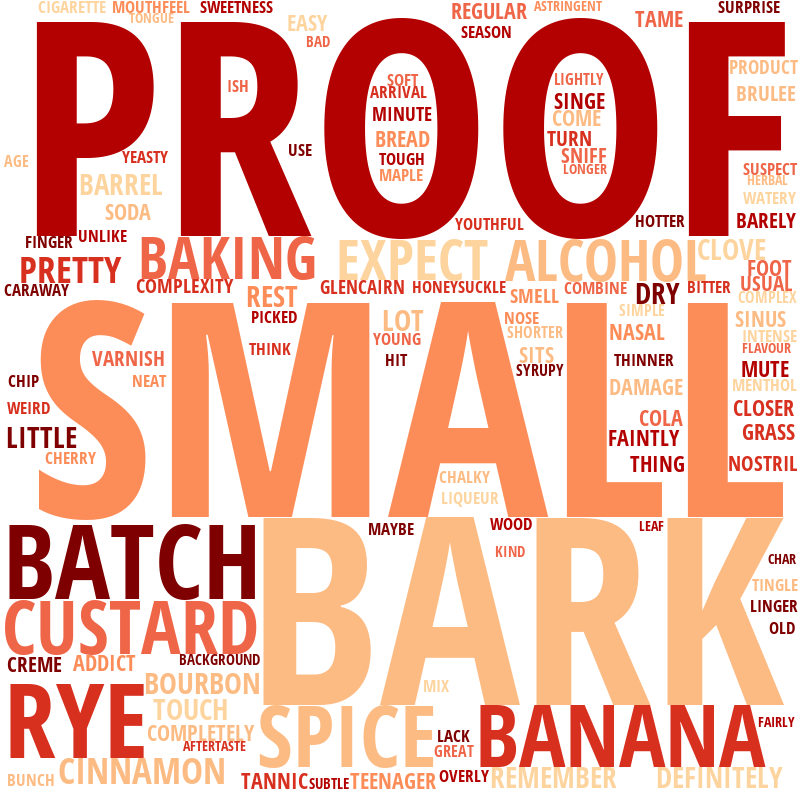 CIGARETTE MOUTHFEEL SWEETNESS REGULAR ASTRINGENT SURPRISE
TONGUE EASY SEASON TAME
BAD
PROOF
ISH SOFT LIGHTLY PRODUCT
ARRIVAL SINGE BRULEE
MINUTE COME
USE BREAD TURN
AGE YEASTY TOUGH SNIFF
MAPLE LONGER SUSPECT
BARREL HERBAL
SODA WATERY
YOUTHFUL HOTTER BARELY
FINGER UNLIKE
PRETTY BAKING EXPECT ALCOHOL CLOVE
FOOT
CARAWAY COMPLEXITY REST GLENCAIRN HONEYSUCKLE SMELL COMBINE DRY BITTER USUAL
COMPLEX
SMALL
PICKED LOT NOSE SIMPLE SINUS
YOUNG SHORTER NASAL INTENSE
THINK HIT SITS FLAVOUR
VARNISH SYRUPY THINNER MUTE
CHIP NEAT DAMAGE MENTHOL
WEIRD COLA CLOSER
LITTLE FAINTLY GRASS
CHERRY THING NOSTRIL
CHALKY
LIQUEUR
BATCH MAYBE WOOD LEAF
BARK
KIND CHAR
TINGLE
CUSTARD LINGER
OLD
CREME ADDICT BACKGROUND
RYE BOURBON MIX
TOUCH
COMPLETELY SPICE LACK BANANA FAIRLY
AFTERTASTE GREAT
BUNCH CINNAMON TANNIC SUBTLE TEENAGER OVERLY REMEMBER DEFINITELY